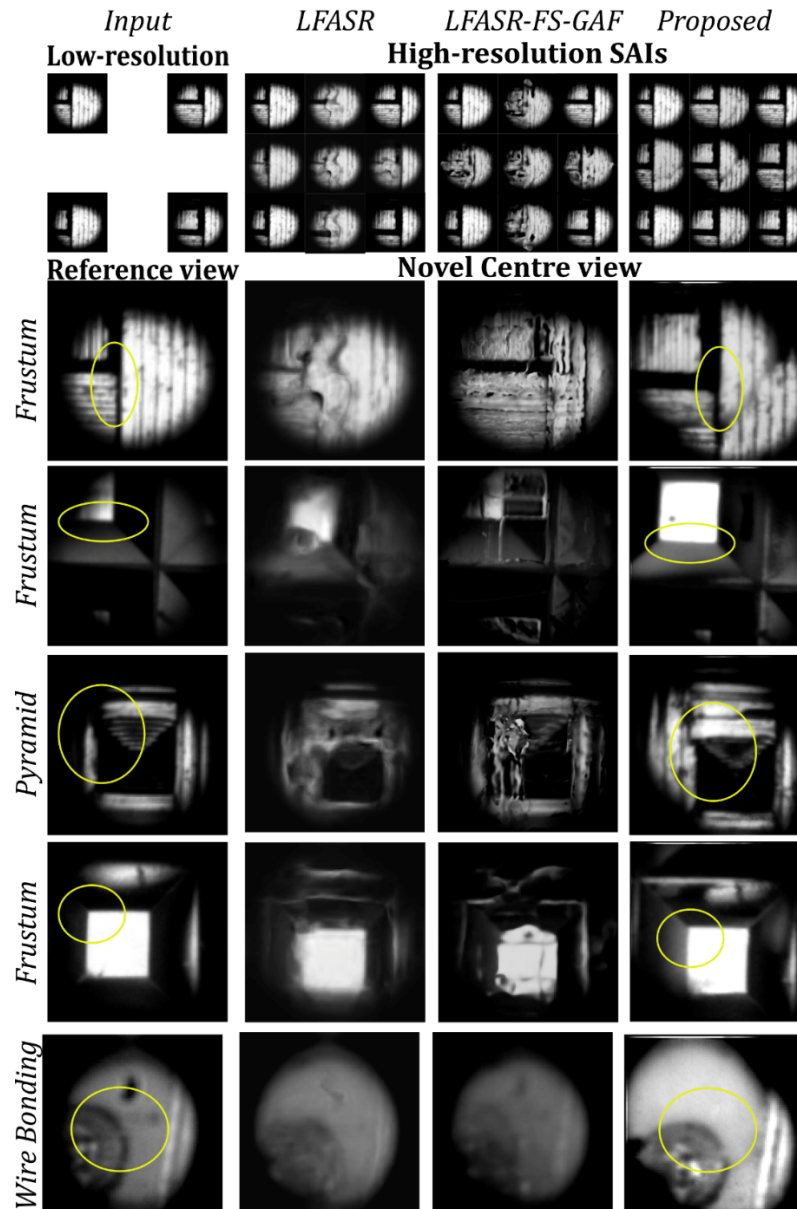 Input LFASR LFASR-FS-GAF Proposed
Low-resolution High-resolution SAIs
Reference view Novel Centre view
Frustum
Frustum
Pyramid
Frustum
Wire Bonding